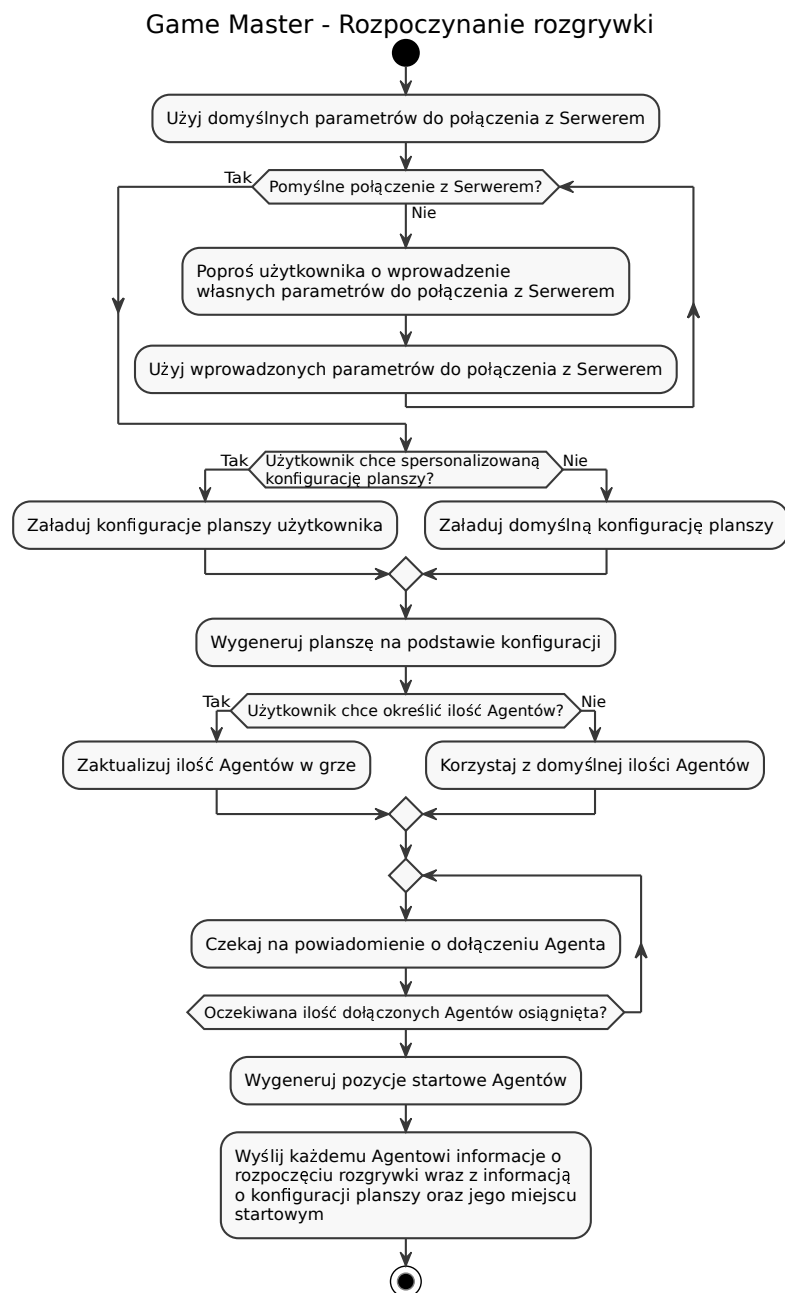 Game Master - Rozpoczynanie rozgrywki
Użyj domyślnych parametrów do połączenia z Serwerem
Tak
Pomyślne połączenie z Serwerem?
Nie
Poproś użytkownika o wprowadzenie
własnych parametrów do połączenia z Serwerem
Użyj wprowadzonych parametrów do połączenia z Serwerem
Tak
Użytkownik chce spersonalizowaną
konfigurację planszy?
Nie
Załaduj konfiguracje planszy użytkownika
Załaduj domyślną konfigurację planszy
Wygeneruj planszę na podstawie konfiguracji
Tak
Użytkownik chce określić ilość Agentów?
Nie
Zaktualizuj ilość Agentów w grze
Korzystaj z domyślnej ilości Agentów
Czekaj na powiadomienie o dołączeniu Agenta
Oczekiwana ilość dołączonych Agentów osiągnięta?
Wygeneruj pozycje startowe Agentów
Wyślij każdemu Agentowi informacje o
rozpoczęciu rozgrywki wraz z informacją
o konfiguracji planszy oraz jego miejscu
startowym